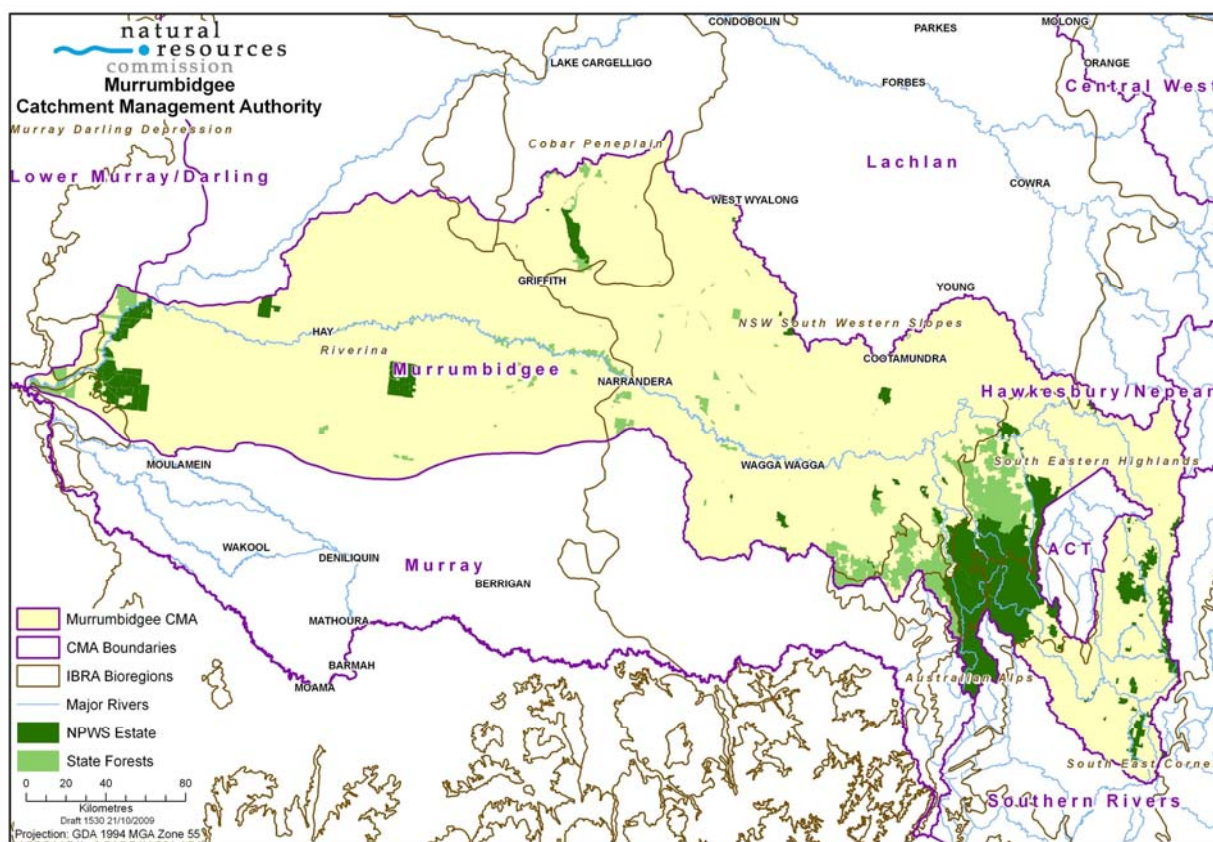 natural
resources
commission
Murrumbidgee
Catchment Management Authority
CONDOBOLIN
PARKES
MOLONG
LAKE CARGELLIGO
ORANGE
FORBES
Central West
Murray Darling Depression
Cobar Peneplain
Lower Murray/Darling
Lachlan
COWRA
WEST WYALONG
GRIFFITH
YOUNG
HAY
NSW South Western Slopes
Riverina
COOTAMUNDRA
Murrumbidgee
NARRANDERA
Hawkesbury/Nepean
MOULAMEIN
WAGGA WAGGA
South Eastern Highlands
WAKOOL
DENILIQUIN
ACT
Murray
BERRIGAN
MATHOURA
BARMAH
MOAMA
Australian Alps
South East Corner
Southern Rivers
Murrumbidgee CMA
CMA Boundaries
IBRA Bioregions
Major Rivers
NPWS Estate
State Forests
0 20 40 80
Kilometres
Draft 1530 21/10/2009
Projection: GDA 1994 MGA Zone 55